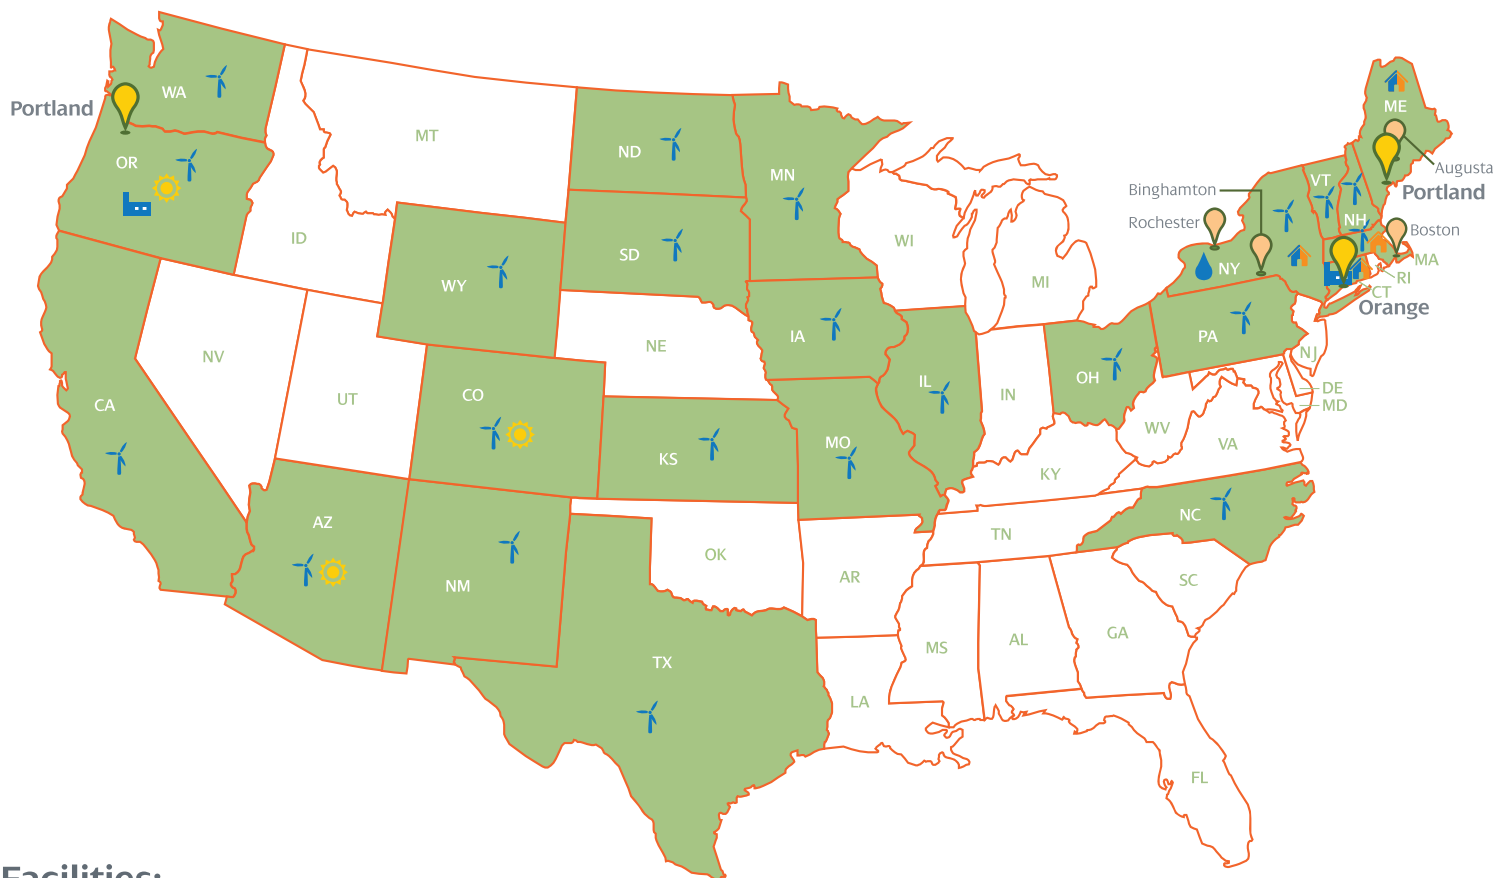 WA
Portland
OR
MT
ND
MN
ID
SD
WY
WI
MI
NV
UT
CO
NE
IA
IL
IN
OH
PA
NJ
DE
MD
CA
KS
MO
KY
WV
VA
AZ
NM
OK
AR
TN
NC
SC
TX
LA
MS
AL
GA
FL
ME
Augusta
Portland
VT
NH
Binghamton
Rochester
Boston
NY
MA
RI
CT
Orange
Facilities: